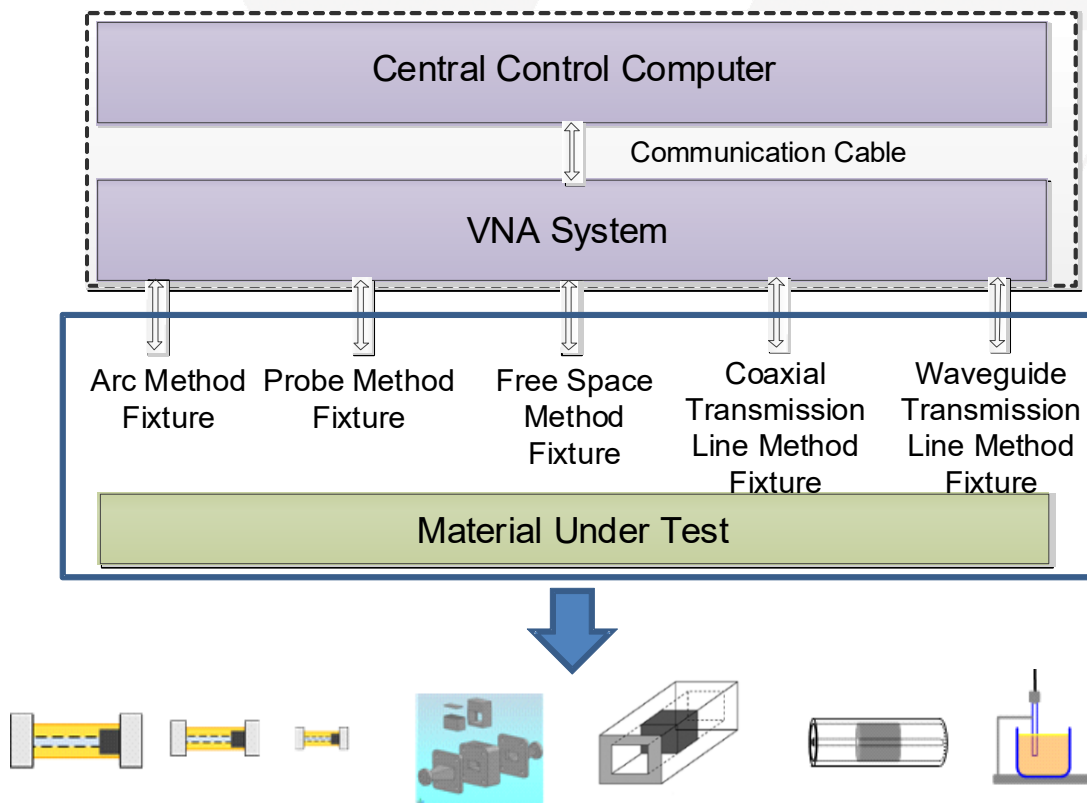 Central Control Computer
Communication Cable
VNA System
Arc Method
Fixture
Probe Method
Fixture
Free Space
Method
Fixture
Coaxial
Transmission
Line Method
Fixture
Waveguide
Transmission
Line Method
Fixture
Material Under Test